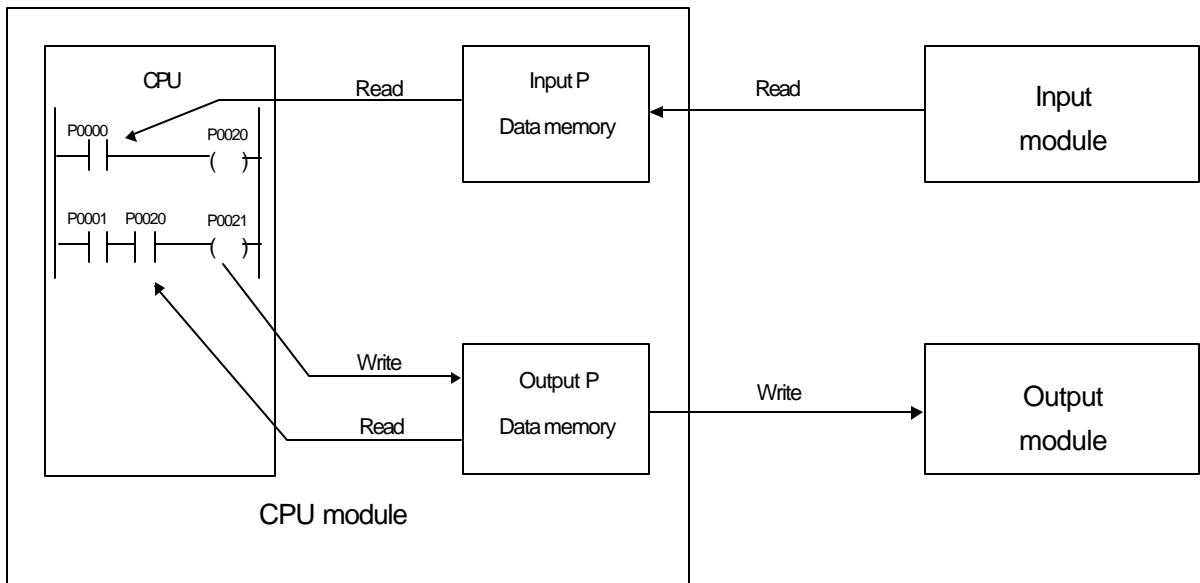 CPU
Read
Input P
Data memory
Read
Input
module
P0000
P0020
( )
P0001
P0020
P0021
( )
Write
Output P
Data memory
Read
Write
Output
module
CPU module